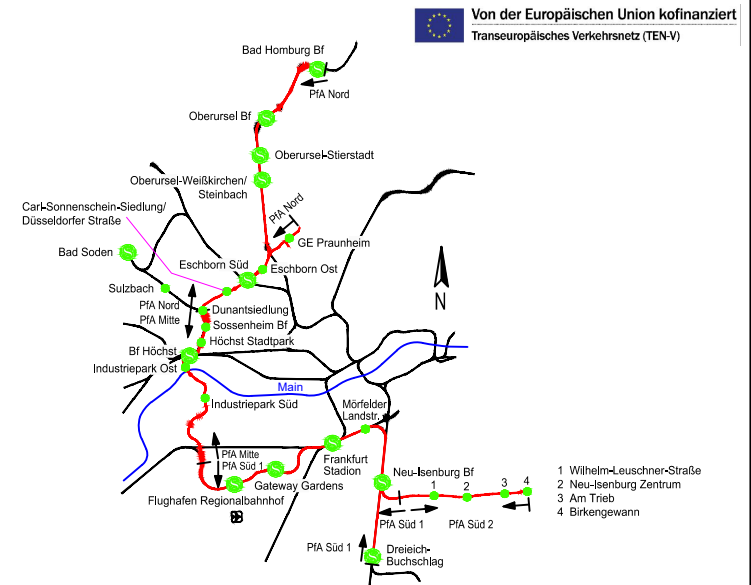 Von der Europäischen Union kofinanziert
Transeuropäisches Verkehrsnetz (TEN-V)
Bad Homburg Bf
PfA Nord
Oberursel Bf
Oberursel-Stierstadt
Oberursel-Weißkirchen/
Steinbach
Carl-Sonnenschein-Siedlung/
Düsseldorfer Straße
PfA Nord
GE Praunheim
Bad Soden
Eschborn Süd
Eschborn Ost
Sulzbach
PfA Nord
PfA Mitte
Dunantsiedlung
Sossenheim Bf
Höchst Stadtpark
N
Bf Höchst
Industriepark Ost
Main
Industriepark Süd
Mörfelder
Landstr.
PfA Mitte
PfA Süd 1
Frankfurt
Stadion
Gateway Gardens
Flughafen Regionalbahnhof
Neu-Isenburg Bf
1 2 3 4
PfA Süd 1
PfA Süd 2
1 Wilhelm-Leuschner-Straße
2 Neu-Isenburg Zentrum
3 Am Trieb
4 Birkengewann
PfA Süd 1
Dreieich-
Buchschlag